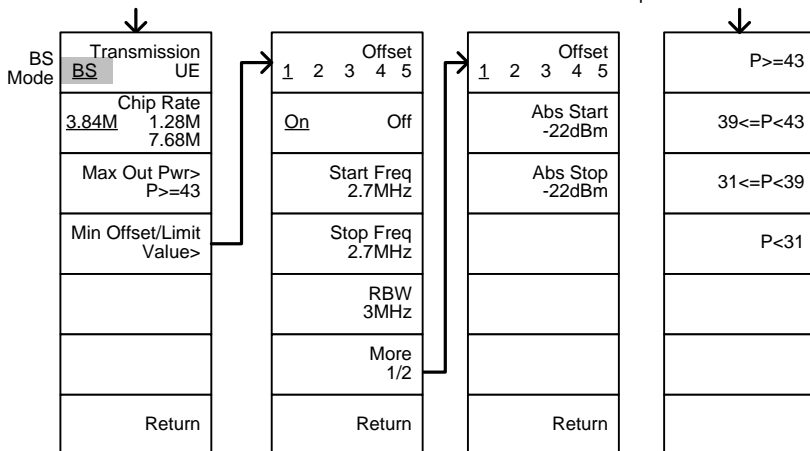 BS
Mode
Transmission
BS UE
Chip Rate
3.84M 1.28M
7.68M
Max Out Pwr>
P>=43
Min Offset/Limit
Value>
Return
Offset
1 2 3 4 5
On Off
Start Freq
2.7MHz
Stop Freq
2.7MHz
RBW
3MHz
More
1/2
Return
Offset
1 2 3 4 5
Abs Start
-22dBm
Abs Stop
-22dBm
Return
P>=43
39<=P<43
31<=P<39
P<31